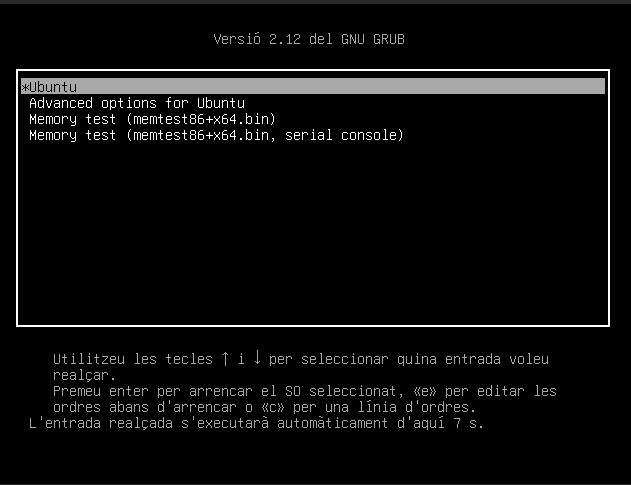 Versió 2.12 del GNU GRUB
*Ubuntu
Advanced options for Ubuntu
Memory test (memtest86+x64.bin)
Memory test (memtest86+x64.bin, serial console)
Utilitzeu les tecles ↑ i ↓ per seleccionar quina entrada voleu
realçar.
Premeu enter per arrencar el SO seleccionat, «e» per editar les
ordres abans d'arrencar o «c» per una línia d'ordres.
L'entrada realçada s'executarà automàticament d'aquí 7 s.